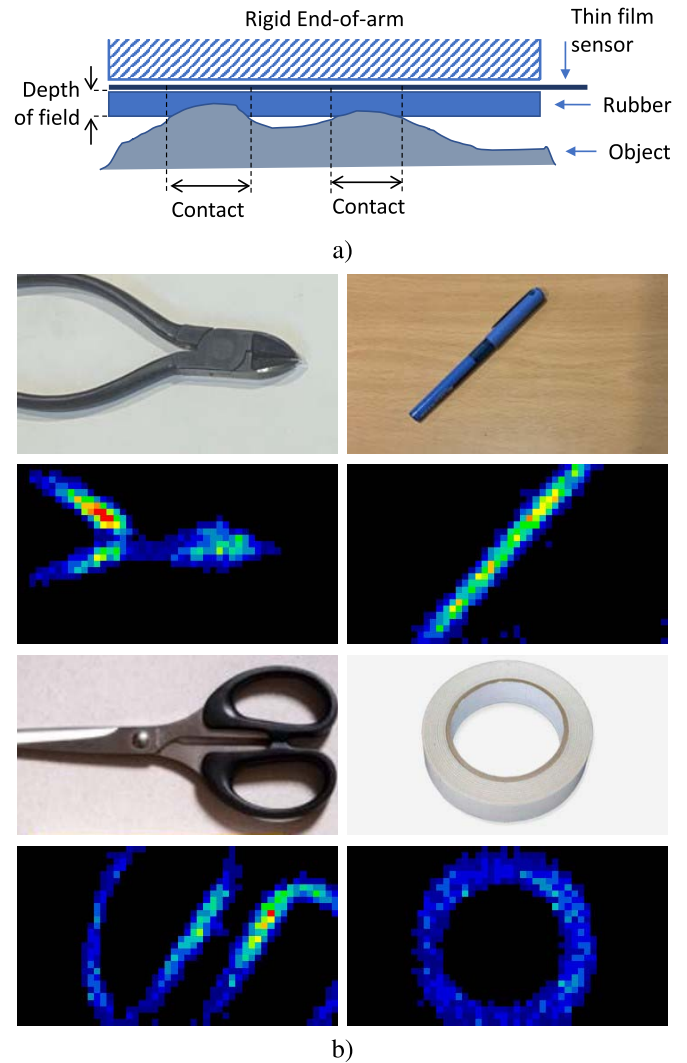 Rigid End-of-arm
Thin film
sensor
Depth
of field
Rubber
Object
Contact
Contact
a)
b)